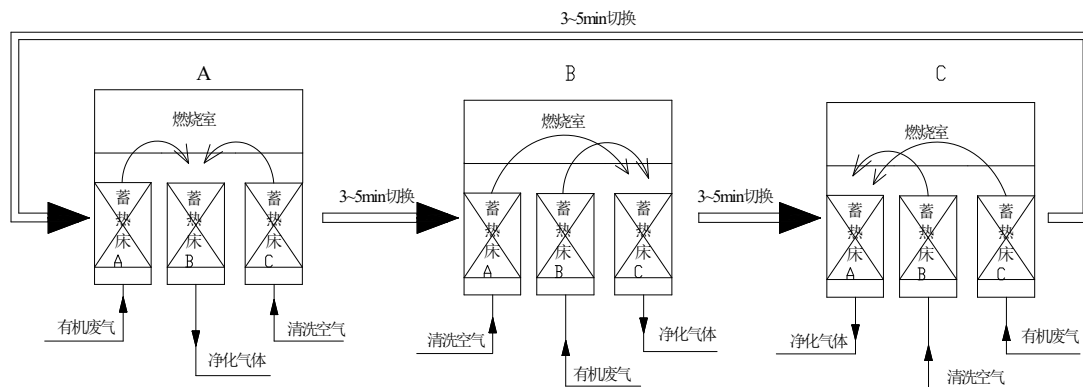 3~5min切换
A
B
C
燃烧室
燃烧室
燃烧室
蓄热床A
蓄热床B
蓄热床C
3~5min切换
蓄热床A
蓄热床B
蓄热床C
3~5min切换
蓄热床A
蓄热床B
蓄热床C
有机废气
净化气体
清洗空气
清洗空气
有机废气
净化气体
净化气体
清洗空气
有机废气